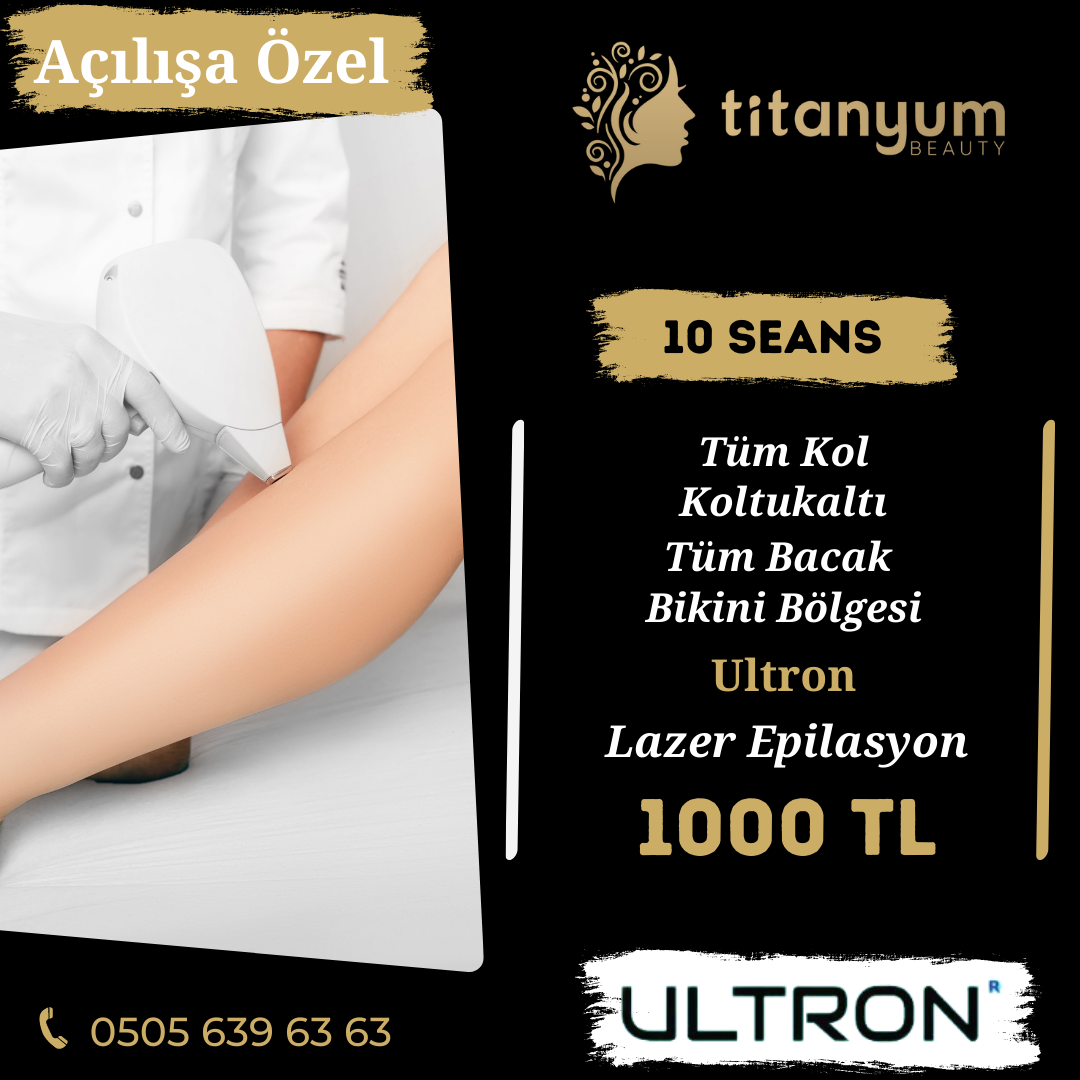 Açılışa Özel
titanyum
BEAUTY
10 SEANS
Tüm Kol
Koltukaltı
Tüm Bacak
Bikini Bölgesi
Ultron
Lazer Epilasyon
1000 TL
ULTRON®
0505 639 63 63